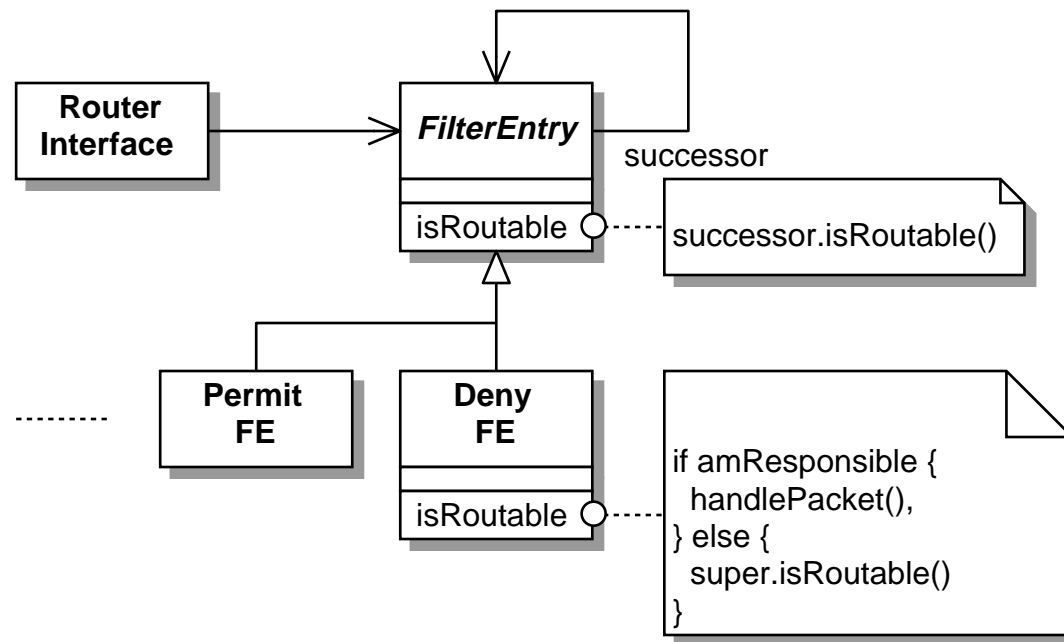 Router
Interface
FilterEntry
successor
isRoutable
successor.isRoutable()
Permit
FE
Deny
FE
isRoutable
if amResponsible {
handlePacket(),
} else {
super.isRoutable()
}